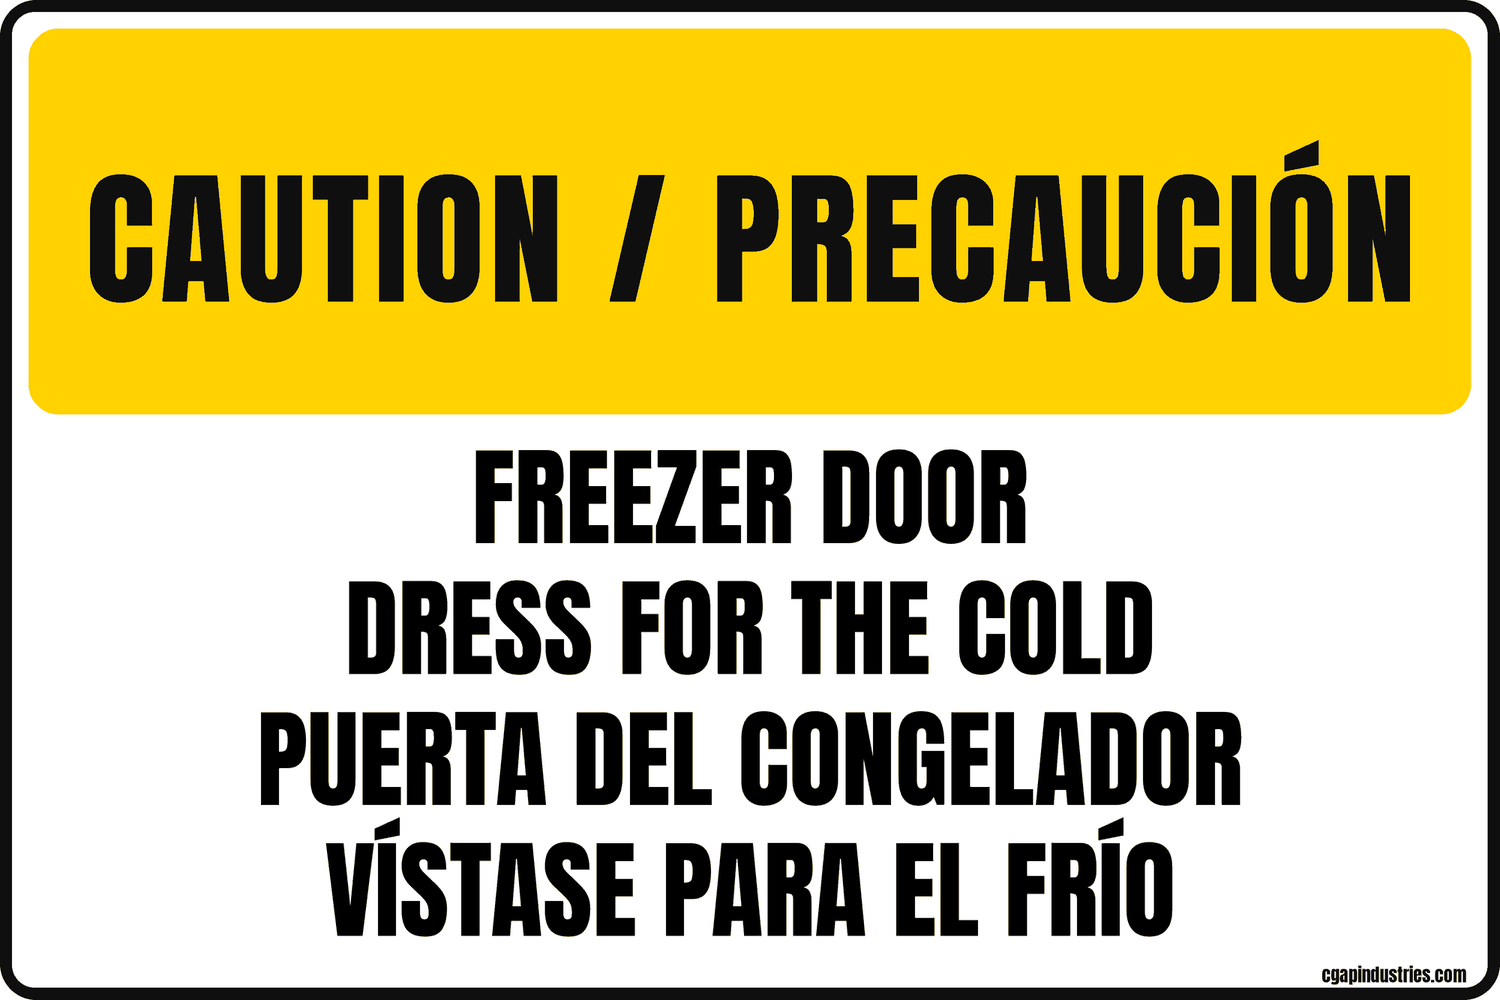 CAUTION / PRECAUCIÓN
FREEZER DOOR
DRESS FOR THE COLD
PUERTA DEL CONGELADOR
VÍSTASE PARA EL FRÍO
cgapindustries.com